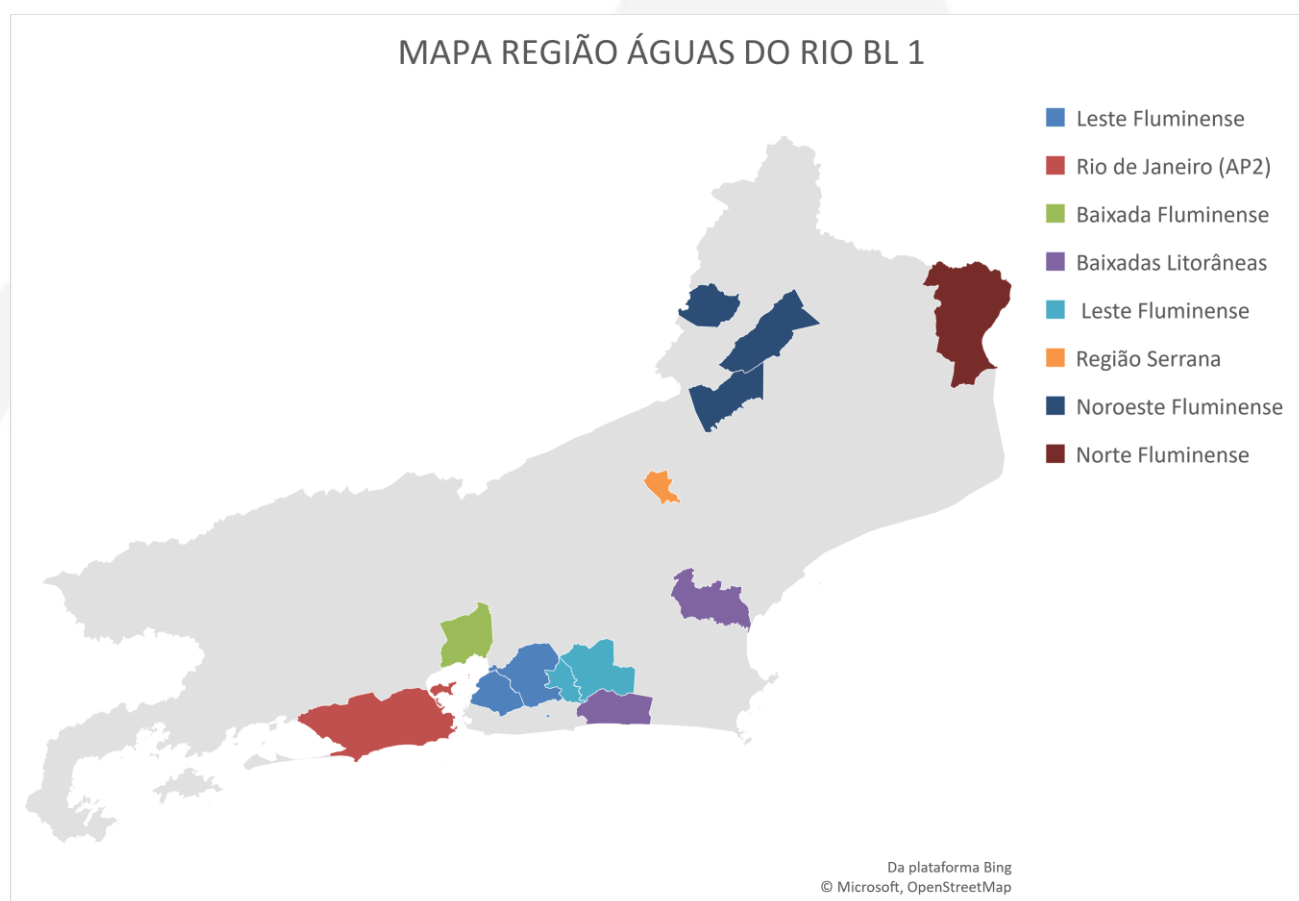 MAPA REGIÃO ÁGUAS DO RIO BL 1
Leste Fluminense
Rio de Janeiro (AP2)
Baixada Fluminense
Baixadas Litorâneas
Leste Fluminense
Região Serrana
Noroeste Fluminense
Norte Fluminense
Da plataforma Bing
© Microsoft, OpenStreetMap